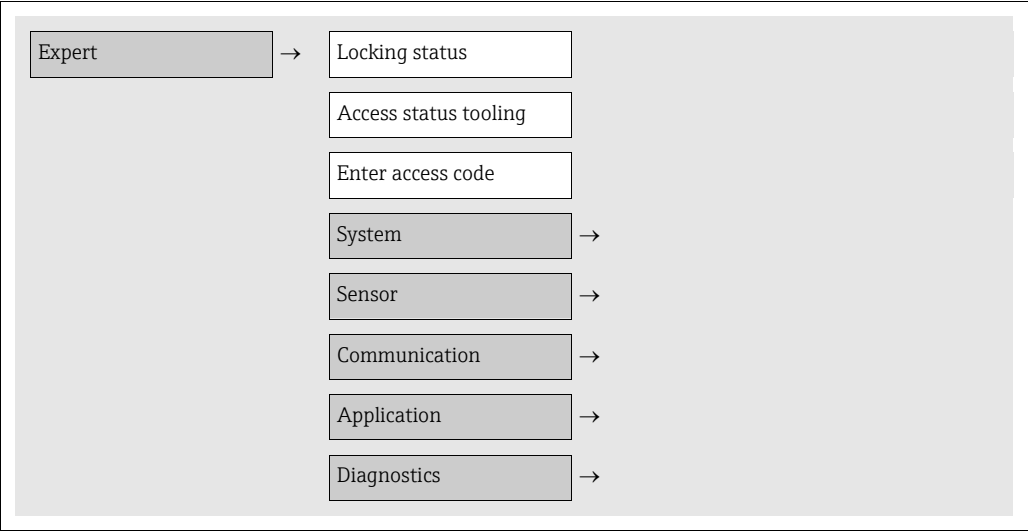 Expert → Locking status
Access status tooling
Enter access code
System →
Sensor →
Communication →
Application →
Diagnostics →